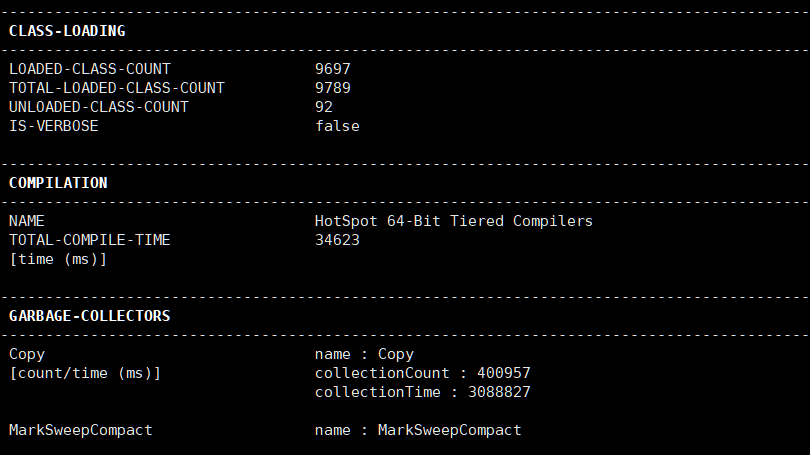 CLASS-LOADING
LOADED-CLASS-COUNT 9697
TOTAL-LOADED-CLASS-COUNT 9789
UNLOADED-CLASS-COUNT 92
IS-VERBOSE false
COMPILATION
NAME HotSpot 64-Bit Tiered Compilers
TOTAL-COMPILE-TIME 34623
[time (ms)]
GARBAGE-COLLECTORS
Copy name : Copy
[count/time (ms)] collectionCount : 400957
collectionTime : 3088827
MarkSweepCompact name : MarkSweepCompact